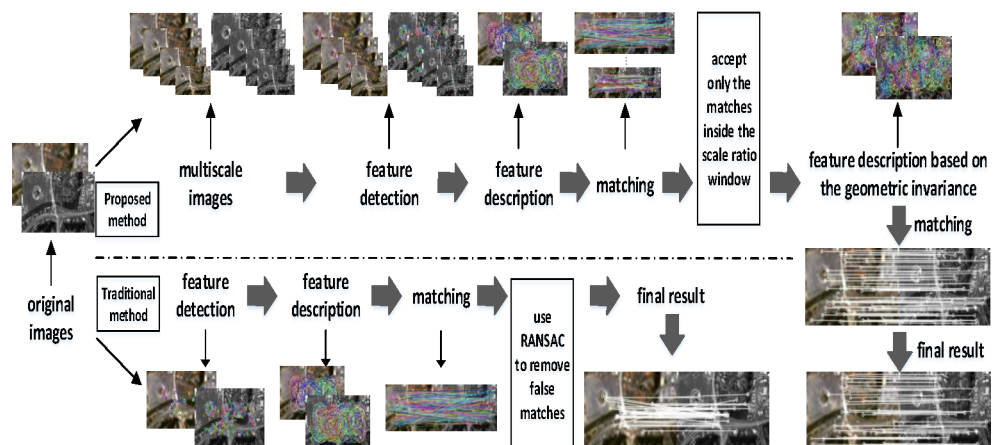 accept
only the
matches
inside the
scale ratio
window
multiscale
images
feature
detection
feature
description
matching
feature description based on
the geometric invariance
Proposed
method
matching
original
images
Traditional
method
feature
detection
feature
description
matching
use
RANSAC
to remove
false
matches
final result
final result